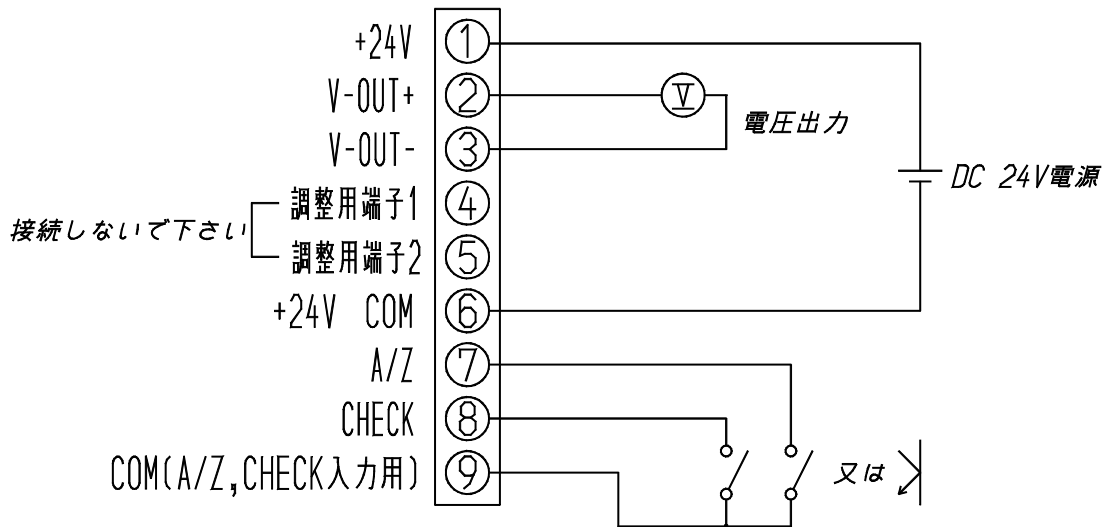 +24V ①
V-OUT+ ② V
V-OUT- ③ 電圧出力
調整用端子1 ④ DC 24V電源
接続しないで下さい
調整用端子2 ⑤
+24V COM ⑥
A/Z ⑦
CHECK ⑧
COM(A/Z,CHECK入力用) ⑨ 又は